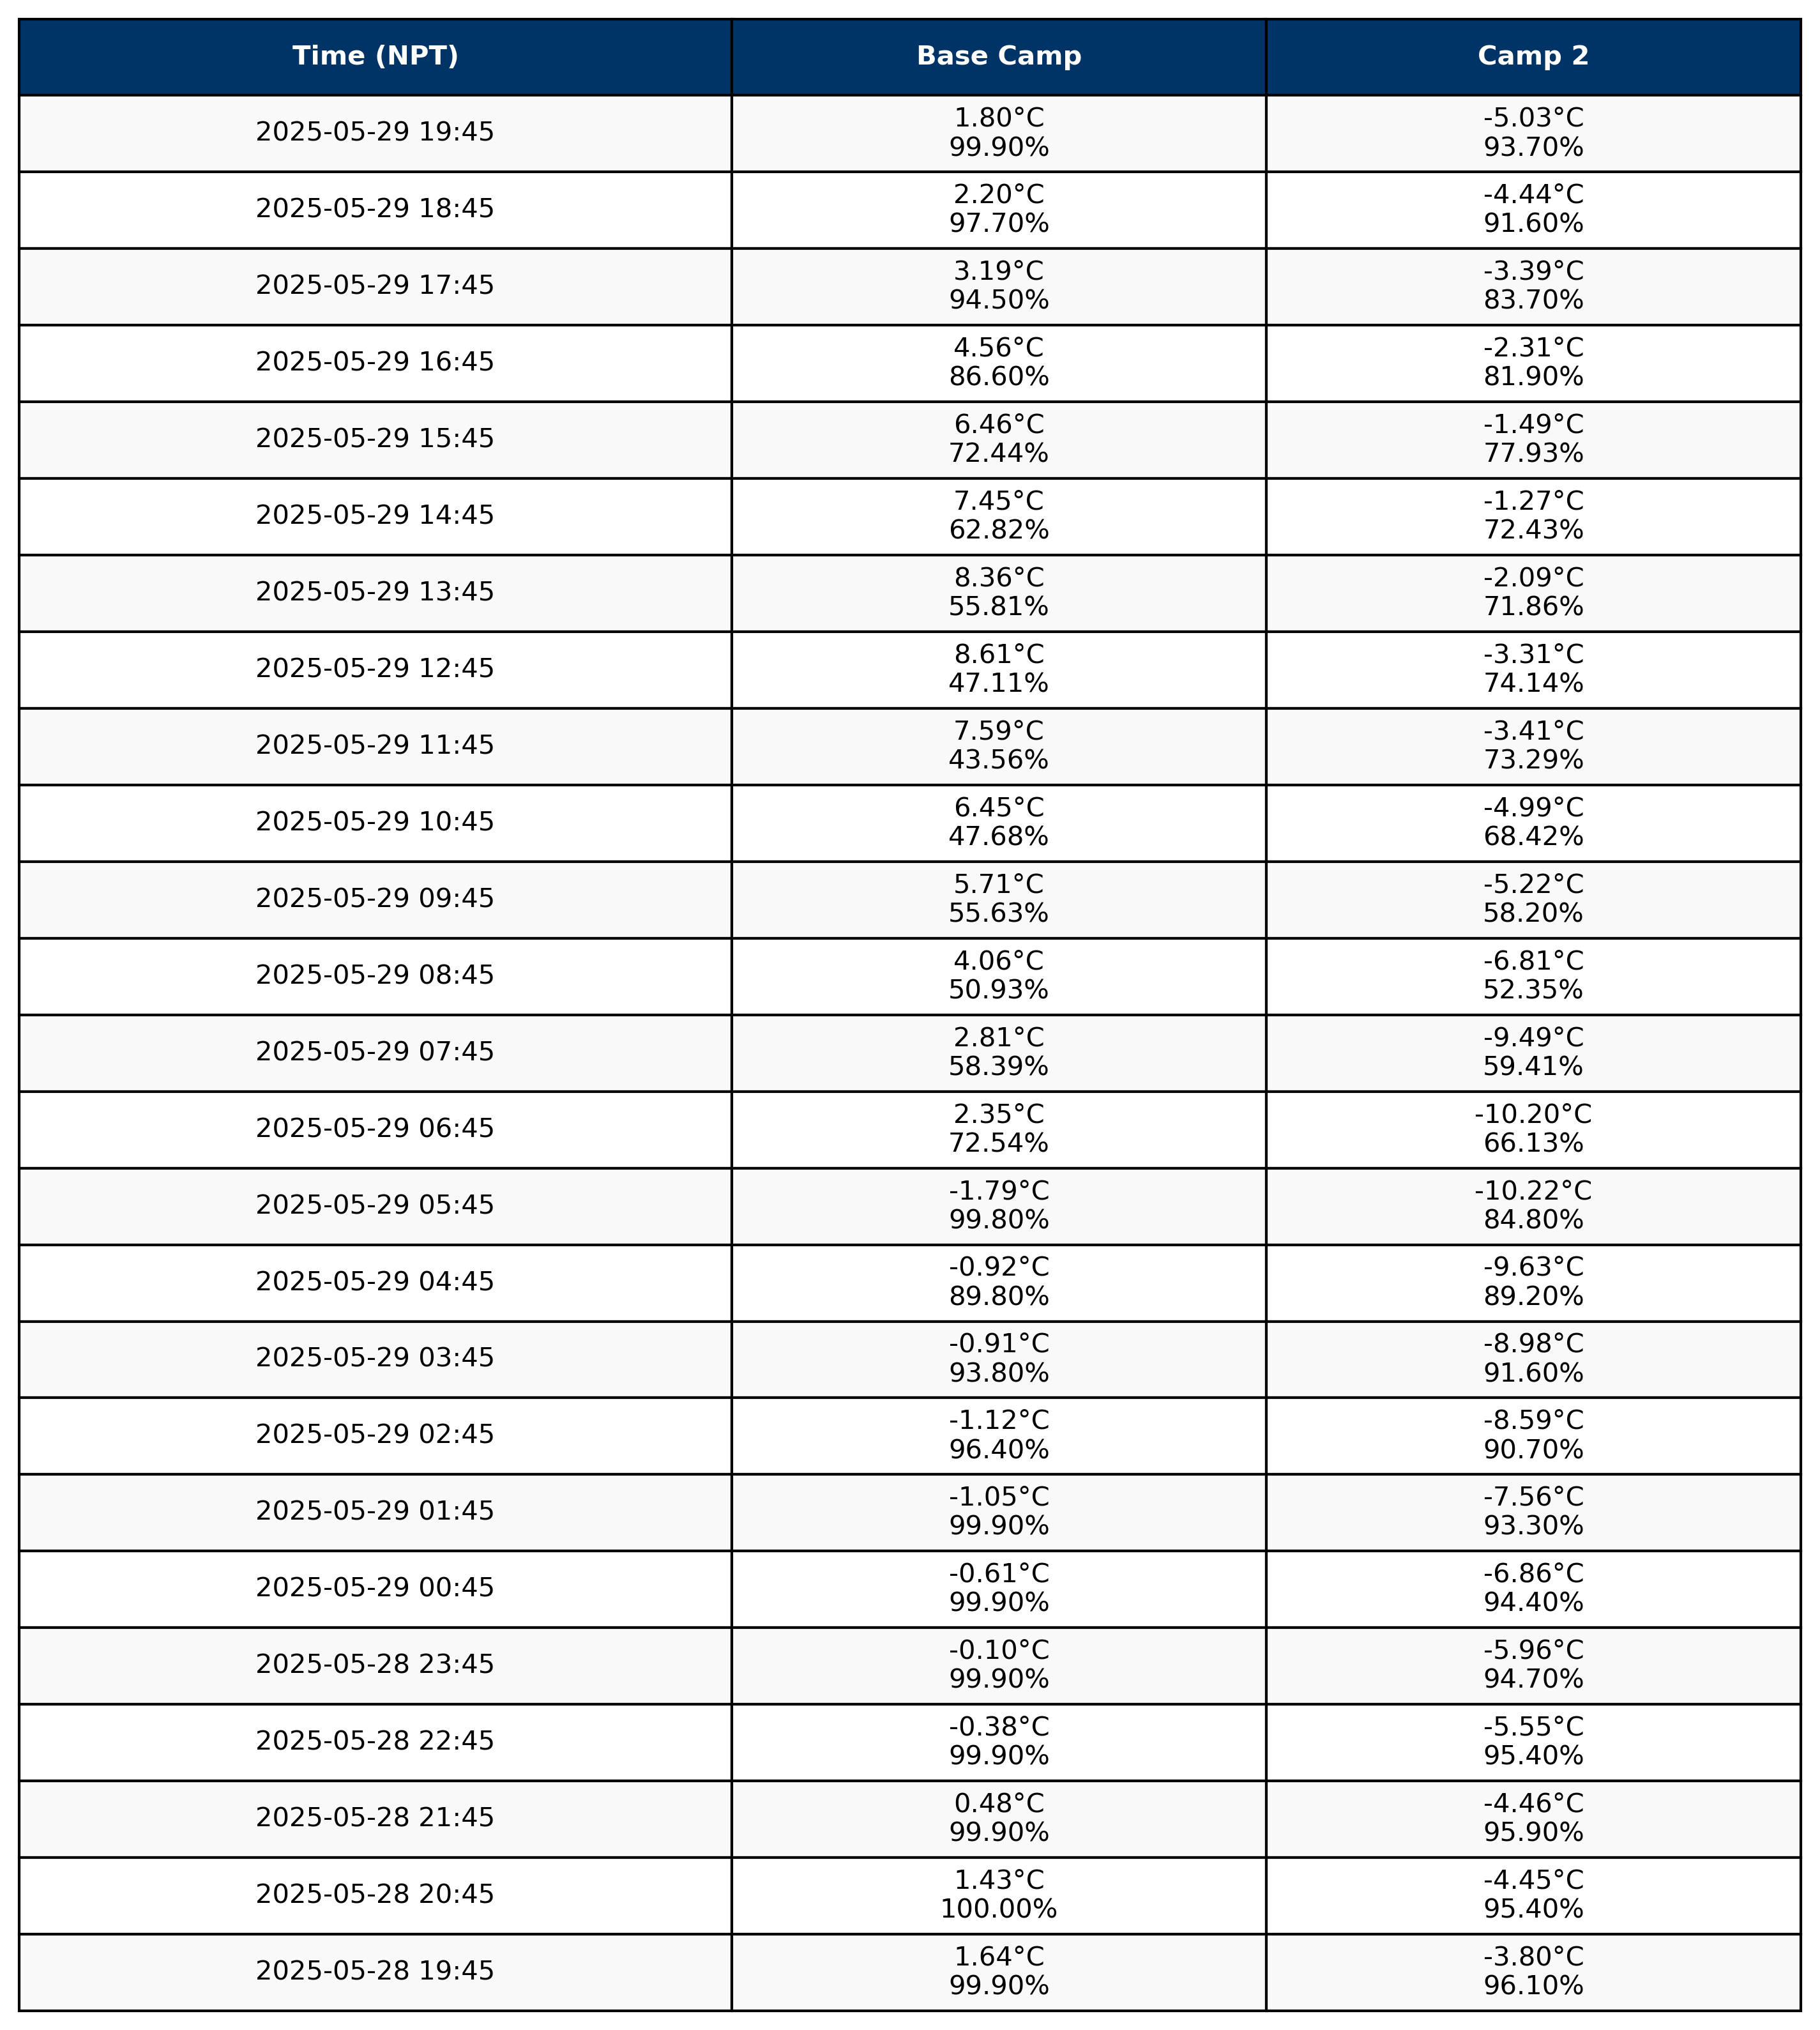 Time (NPT) Base Camp Camp 2
2025-05-29 19:45 1.80°C -5.03°C
99.90% 93.70%
2025-05-29 18:45 2.20°C -4.44°C
97.70% 91.60%
2025-05-29 17:45 3.19°C -3.39°C
94.50% 83.70%
2025-05-29 16:45 4.56°C -2.31°C
86.60% 81.90%
2025-05-29 15:45 6.46°C -1.49°C
72.44% 77.93%
2025-05-29 14:45 7.45°C -1.27°C
62.82% 72.43%
2025-05-29 13:45 8.36°C -2.09°C
55.81% 71.86%
2025-05-29 12:45 8.61°C -3.31°C
47.11% 74.14%
2025-05-29 11:45 7.59°C -3.41°C
43.56% 73.29%
2025-05-29 10:45 6.45°C -4.99°C
47.68% 68.42%
2025-05-29 09:45 5.71°C -5.22°C
55.63% 58.20%
2025-05-29 08:45 4.06°C -6.81°C
50.93% 52.35%
2025-05-29 07:45 2.81°C -9.49°C
58.39% 59.41%
2025-05-29 06:45 2.35°C -10.20°C
72.54% 66.13%
2025-05-29 05:45 -1.79°C -10.22°C
99.80% 84.80%
2025-05-29 04:45 -0.92°C -9.63°C
89.80% 89.20%
2025-05-29 03:45 -0.91°C -8.98°C
93.80% 91.60%
2025-05-29 02:45 -1.12°C -8.59°C
96.40% 90.70%
2025-05-29 01:45 -1.05°C -7.56°C
99.90% 93.30%
2025-05-29 00:45 -0.61°C -6.86°C
99.90% 94.40%
2025-05-28 23:45 -0.10°C -5.96°C
99.90% 94.70%
2025-05-28 22:45 -0.38°C -5.55°C
99.90% 95.40%
2025-05-28 21:45 0.48°C -4.46°C
99.90% 95.90%
2025-05-28 20:45 1.43°C -4.45°C
100.00% 95.40%
2025-05-28 19:45 1.64°C -3.80°C
99.90% 96.10%